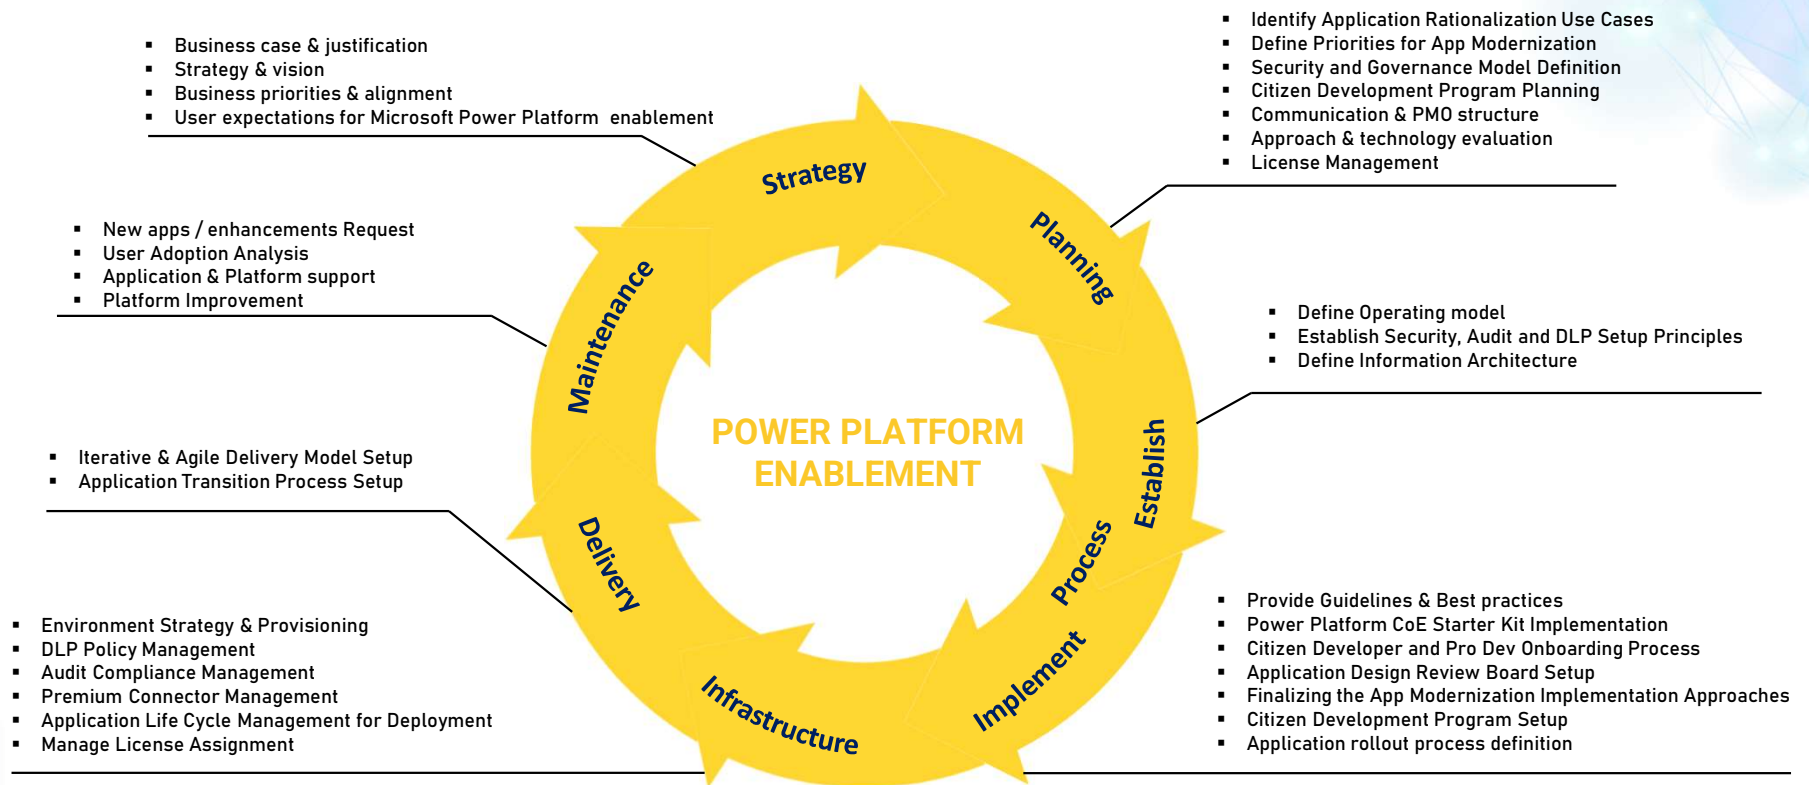 Business case & justification
Strategy & vision
Business priorities & alignment
User expectations for Microsoft Power Platform enablement
Identify Application Rationalization Use Cases
Define Priorities for App Modernization
Security and Governance Model Definition
Citizen Development Program Planning
Communication & PMO structure
Approach & technology evaluation
License Management
Strategy
Planning
New apps / enhancements Request
User Adoption Analysis
Application & Platform support
Platform Improvement
Maintenance
Define Operating model
Establish Security, Audit and DLP Setup Principles
Define Information Architecture
POWER PLATFORM
ENABLEMENT
Establish
Process
Iterative & Agile Delivery Model Setup
Application Transition Process Setup
Delivery
Implement
Infrastructure
Environment Strategy & Provisioning
DLP Policy Management
Audit Compliance Management
Premium Connector Management
Application Life Cycle Management for Deployment
Manage License Assignment
Provide Guidelines & Best practices
Power Platform CoE Starter Kit Implementation
Citizen Developer and Pro Dev Onboarding Process
Application Design Review Board Setup
Finalizing the App Modernization Implementation Approaches
Citizen Development Program Setup
Application rollout process definition